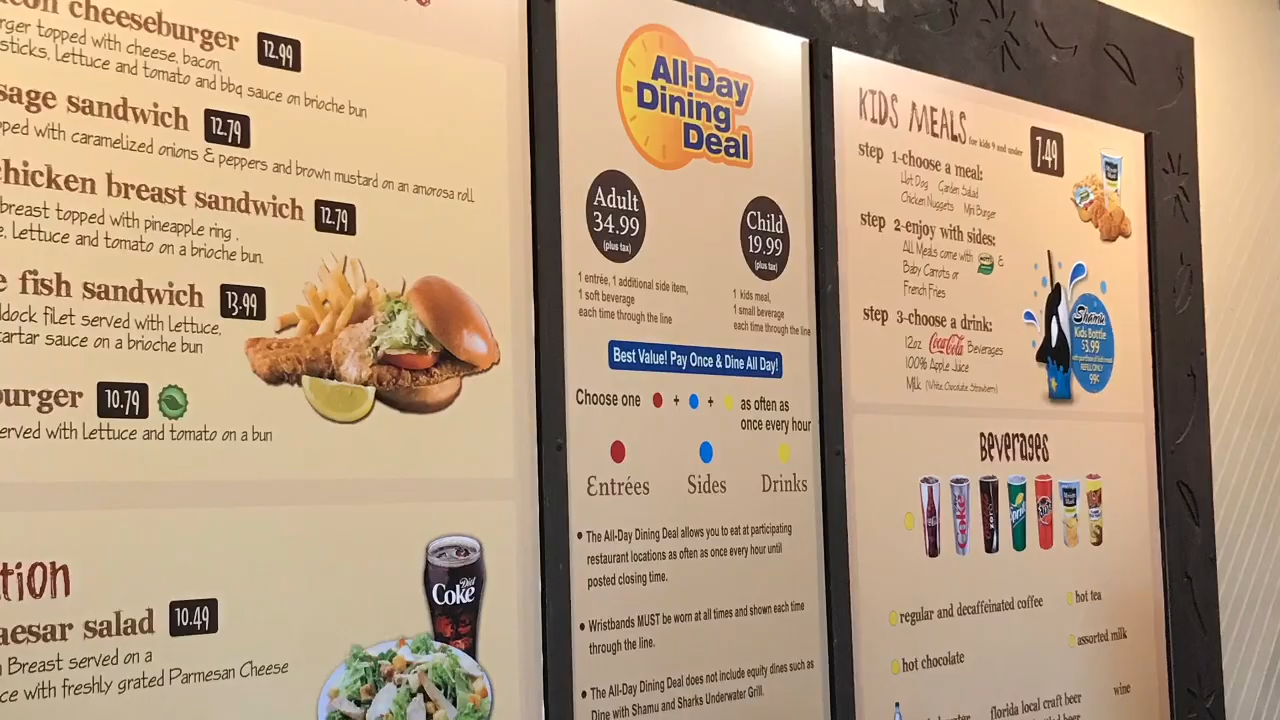 cheeseburger 12.99
topped with cheese, bacon,
sticks, lettuce and tomato and bbq sauce on brioche bun
sandwich 12.79
with caramelized onions & peppers and brown mustard on an amorosa roll
chicken breast sandwich 12.79
breast topped with pineapple ring,
lettuce and tomato on a brioche bun.
fish sandwich 13.99
filet served with lettuce,
tartar sauce on a brioche bun
10.79
served with lettuce and tomato on a bun
salad 10.49
Breast served on a
with freshly grated Parmesan Cheese
Diet
Coke
All-Day
Dining
Deal
Adult
34.99
(plus tax)
Child
19.99
(plus tax)
1 entrée, 1 additional side item,
1 soft beverage
each time through the line
1 kids meal,
1 small beverage
each time through the line
Best Value! Pay Once & Dine All Day!
Choose one + + as often as
once every hour
Entrées Sides Drinks
• The All-Day Dining Deal allows you to eat at participating
restaurant locations as often as once every hour until
posted closing time.
• Wristbands MUST be worn at all times and shown each time
through the line.
• The All-Day Dining Deal does not include equity dines such as
Dine with Shamu and Sharks Underwater Grill.
KIDS MEALS for kids 9 and under 7.49
step 1-choose a meal:
Hot Dog Garden Salad
Chicken Nuggets Mini Burger
step 2-enjoy with sides:
All Meals come with &
Baby Carrots or
French Fries
step 3-choose a drink:
12oz Coca-Cola Beverages
100% Apple Juice
Milk (White, Chocolate, Strawberry)
Shamu
Kids Bottle
$3.99
REFILL ONLY
99¢
Beverages
Coke
zero
Sprite
regular and decaffeinated coffee
hot tea
assorted milk
hot chocolate
florida local craft beer
wine